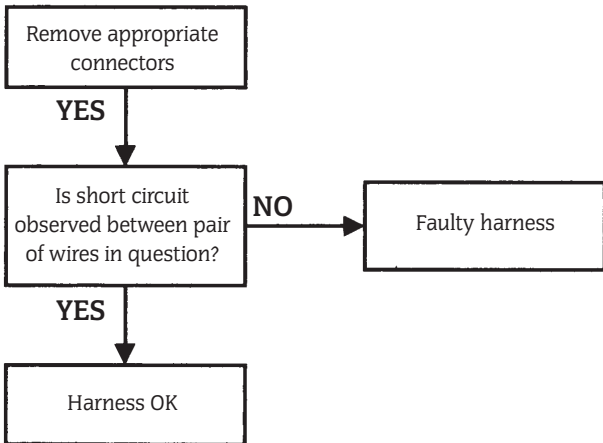 Remove appropriate
connectors
YES
Is short circuit
observed between pair
of wires in question?
NO
Faulty harness
YES
Harness OK